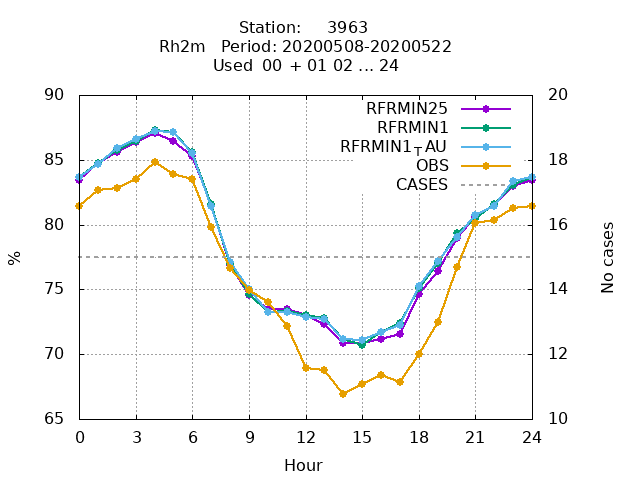 Station: 3963
Rh2m Period: 20200508-20200522
Used 00 + 01 02 ... 24
90 20
RFRMIN25
RFRMIN1
RFRMIN1_TAU
OBS
CASES
85 18
80 16
% No cases
75 14
70 12
65 10
0 3 6 9 12 15 18 21 24
Hour